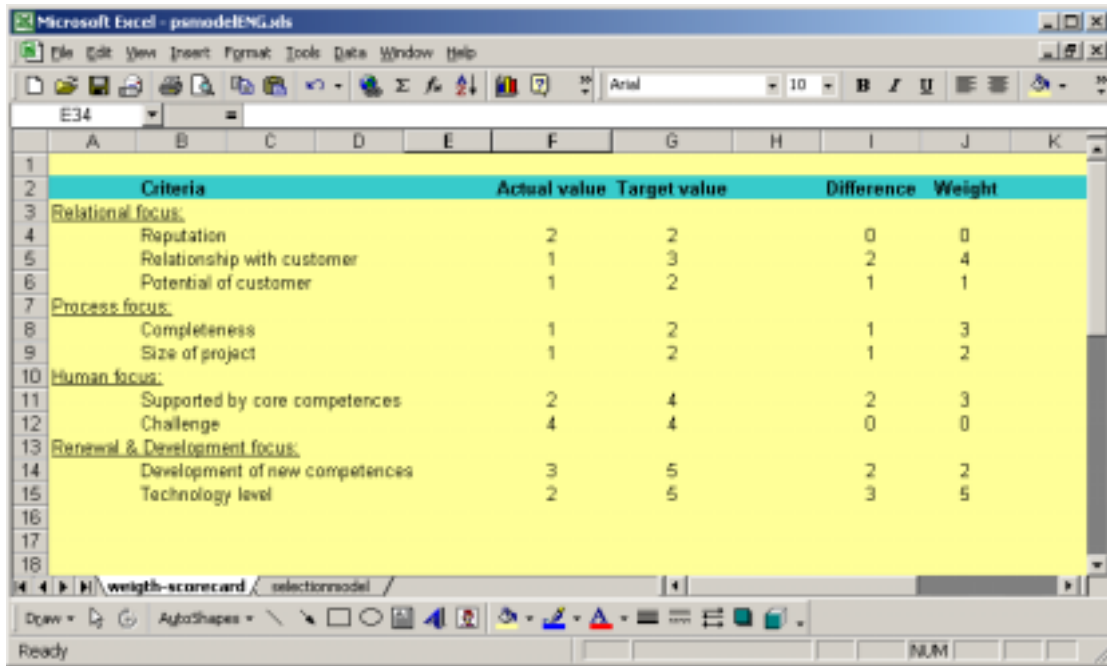 Microsoft Excel - psmodelENG.xls
File Edit View Insert Format Tools Data Window Help
Arial 10 B I U
E34 =
A B C D E F G H I J K
1
2 Criteria Actual value Target value Difference Weight
3 Relational focus:
4 Reputation 2 2 0 0
5 Relationship with customer 1 3 2 4
6 Potential of customer 1 2 1 1
7 Process focus:
8 Completeness 1 2 1 3
9 Size of project 1 2 1 2
10 Human focus:
11 Supported by core competences 2 4 2 3
12 Challenge 4 4 0 0
13 Renewal & Development focus:
14 Development of new competences 3 5 2 2
15 Technology level 2 5 3 5
16
17
18
weigth-scorecard selectionmodel
Draw AutoShapes
Ready NUM